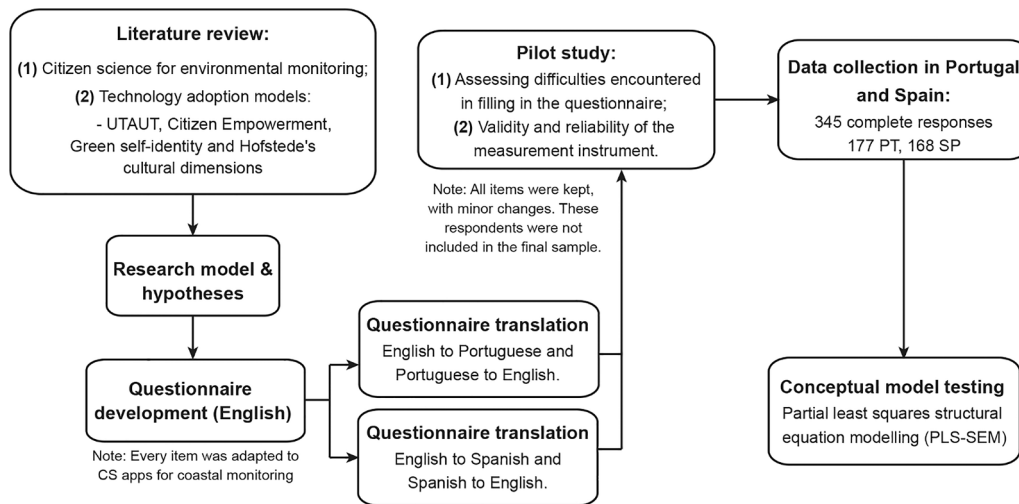 Literature review:
(1) Citizen science for environmental monitoring;
(2) Technology adoption models:
- UTAUT, Citizen Empowerment,
Green self-identity and Hofstede's
cultural dimensions
Research model &
hypotheses
Questionnaire
development (English)
Note: Every item was adapted to
CS apps for coastal monitoring
Questionnaire translation
English to Portuguese and
Portuguese to English.
Questionnaire translation
English to Spanish and
Spanish to English.
Pilot study:
(1) Assessing difficulties encountered
in filling in the questionnaire;
(2) Validity and reliability of the
measurement instrument.
Note: All items were kept,
with minor changes. These
respondents were not
included in the final sample.
Data collection in Portugal
and Spain:
345 complete responses
177 PT, 168 SP
Conceptual model testing
Partial least squares structural
equation modelling (PLS-SEM)